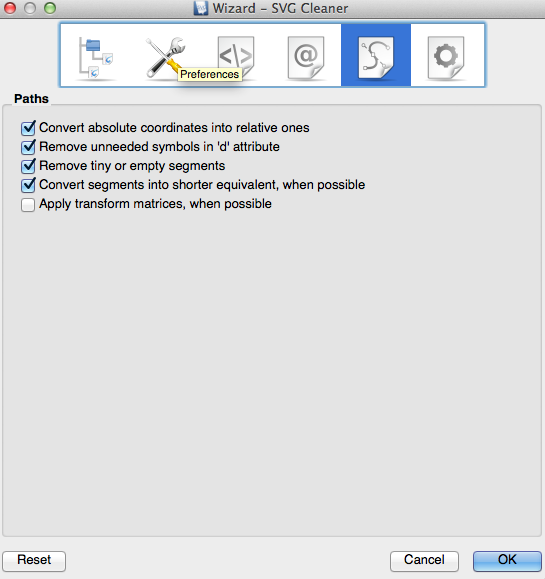 Wizard – SVG Cleaner
</>
@
Preferences
Paths
Convert absolute coordinates into relative ones
Remove unneeded symbols in 'd' attribute
Remove tiny or empty segments
Convert segments into shorter equivalent, when possible
Apply transform matrices, when possible
Reset
Cancel
OK